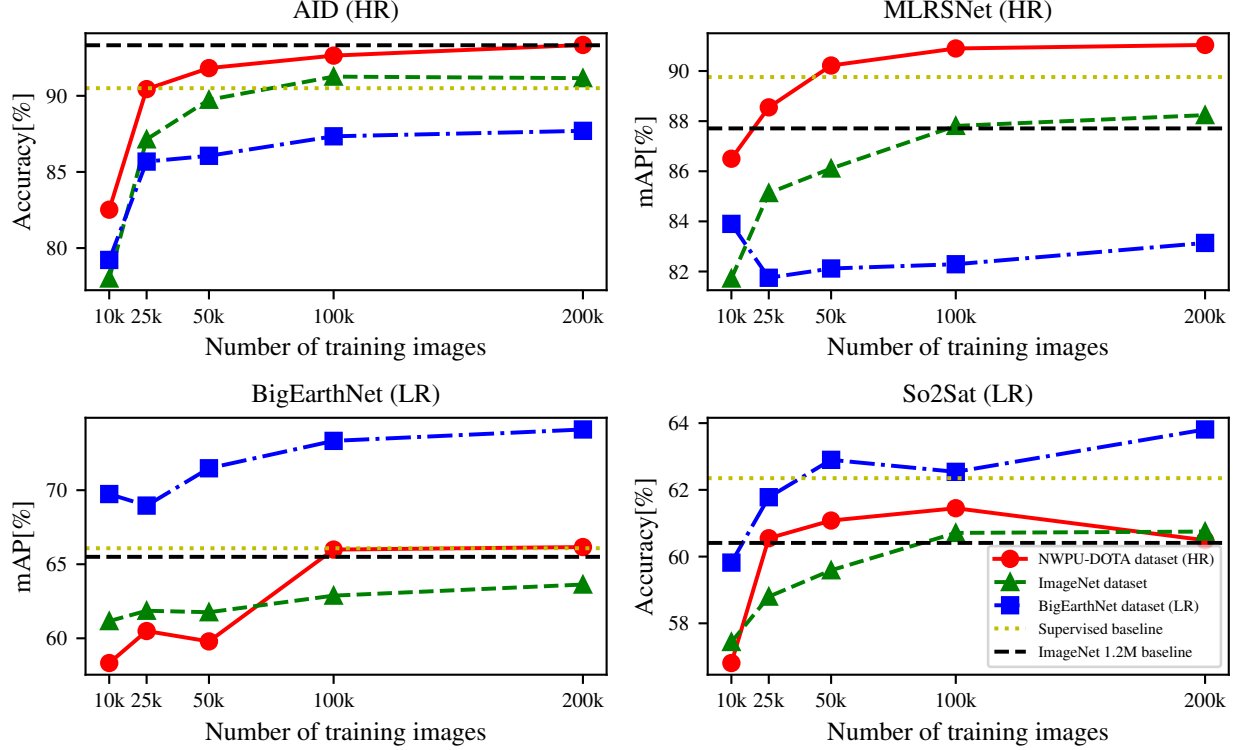 AID (HR)
Accuracy[%]
90
85
80
10k 25k 50k 100k 200k
Number of training images
MLRSNet (HR)
mAP[%]
90
88
86
84
82
10k 25k 50k 100k 200k
Number of training images
BigEarthNet (LR)
mAP[%]
70
65
60
10k 25k 50k 100k 200k
Number of training images
So2Sat (LR)
Accuracy[%]
64
62
60
58
NWPU-DOTA dataset (HR)
ImageNet dataset
BigEarthNet dataset (LR)
Supervised baseline
ImageNet 1.2M baseline
10k 25k 50k 100k 200k
Number of training images